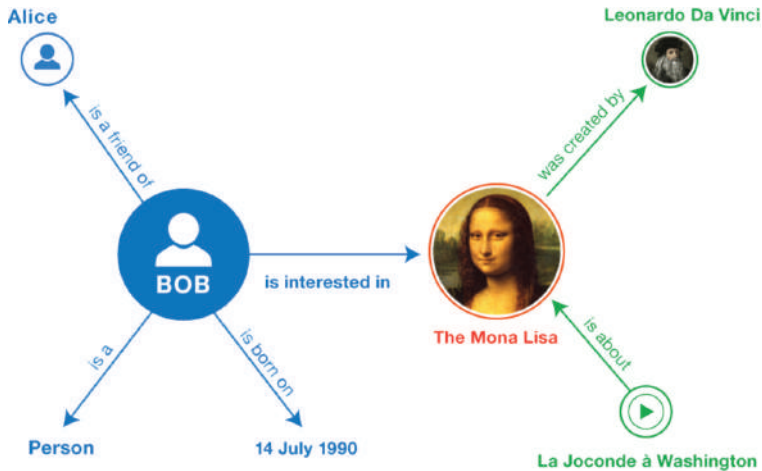 Alice
Leonardo Da Vinci
is a friend of
was created by
BOB
is interested in
The Mona Lisa
is a
is born on
is about
Person
14 July 1990
La Joconde à Washington